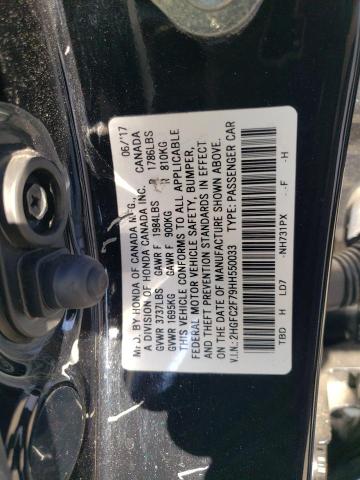 MFD. BY HONDA OF CANADA MFG., 06/'17
A DIVISION OF HONDA CANADA INC. CANADA
GVWR 3737LBS GAWR F 1984LBS R 1786LBS
GVWR 1695KG GAWR F 900KG R 810KG
THIS VEHICLE CONFORMS TO ALL APPLICABLE
FEDERAL MOTOR VEHICLE SAFETY, BUMPER,
AND THEFT PREVENTION STANDARDS IN EFFECT
ON THE DATE OF MANUFACTURE SHOWN ABOVE.
V.I.N.: 2HGFC2F79HH550033 TYPE: PASSENGER CAR
TBD H LD7 -NH731PX - -F -H